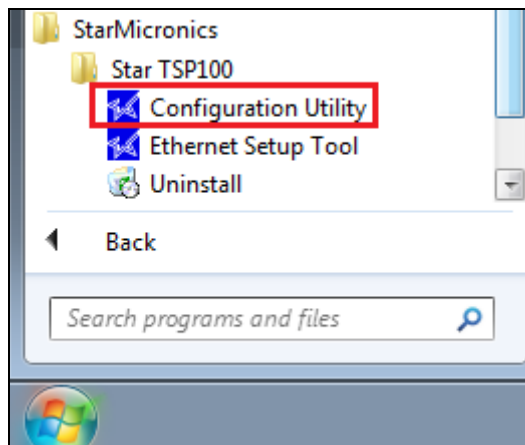 StarMicronics
Star TSP100
Configuration Utility
Ethernet Setup Tool
Uninstall
Back
Search programs and files